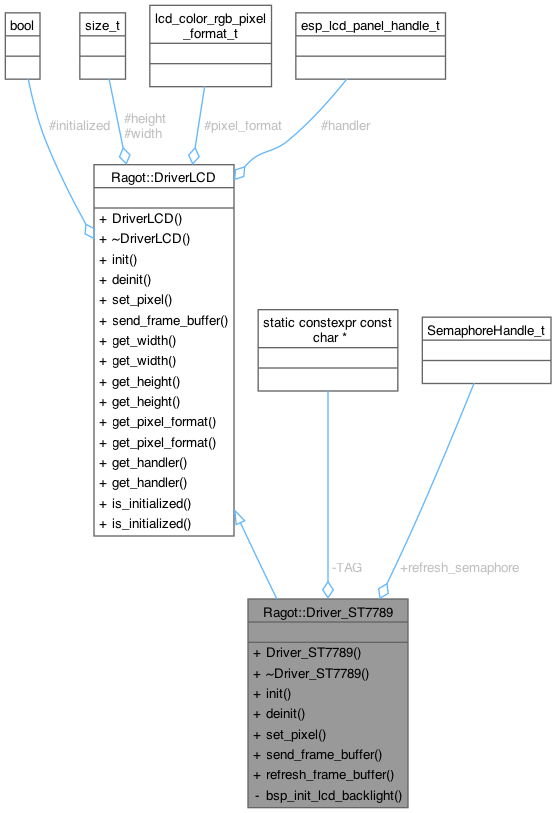 bool
size_t
lcd_color_rgb_pixel
_format_t
esp_lcd_panel_handle_t
#initialized
#height
#width
#pixel_format
#handler
Ragot::DriverLCD
+ DriverLCD()
+ ~DriverLCD()
+ init()
+ deinit()
+ set_pixel()
+ send_frame_buffer()
+ get_width()
+ get_width()
+ get_height()
+ get_height()
+ get_pixel_format()
+ get_pixel_format()
+ get_handler()
+ get_handler()
+ is_initialized()
+ is_initialized()
static constexpr const
char *
SemaphoreHandle_t
-TAG
+refresh_semaphore
Ragot::Driver_ST7789
+ Driver_ST7789()
+ ~Driver_ST7789()
+ init()
+ deinit()
+ set_pixel()
+ send_frame_buffer()
+ refresh_frame_buffer()
- bsp_init_lcd_backlight()